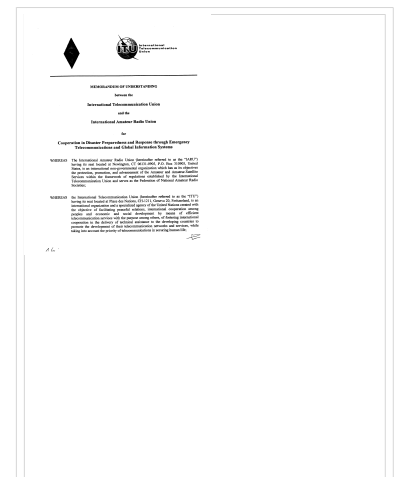 International
Telecommunication
Union
MEMORANDUM OF UNDERSTANDING
between the
International Telecommunication Union
and the
International Amateur Radio Union
for
Cooperation in Disaster Preparedness and Response through Emergency
Telecommunications and Global Information Systems
WHEREAS The International Amateur Radio Union (hereinafter referred to as the "IARU")
having its seat located at Newington, CT P.O. Box United
States, is an international non-governmental organization which has as its objectives
the protection, promotion, and advancement of the Amateur and Amateur-Satellite
Services within the framework of regulations established by the International
Telecommunication Union and serves as the Federation of National Amateur Radio
Societies;
WHEREAS the International Telecommunication Union (hereinafter referred to as the "ITU")
having its seat located at Place des Nations, Geneva 20, Switzerland, is an
international organization and a specialized agency of the United Nations created with
the objective of facilitating peaceful relations, international cooperation among
peoples and economic and social development by means of efficient
telecommunication services with the purpose among others, of fostering international
cooperation in the delivery of technical assistance to the developing countries to
promote the development of their telecommunication networks and services, while
taking into account the priority of telecommunications in securing human life;